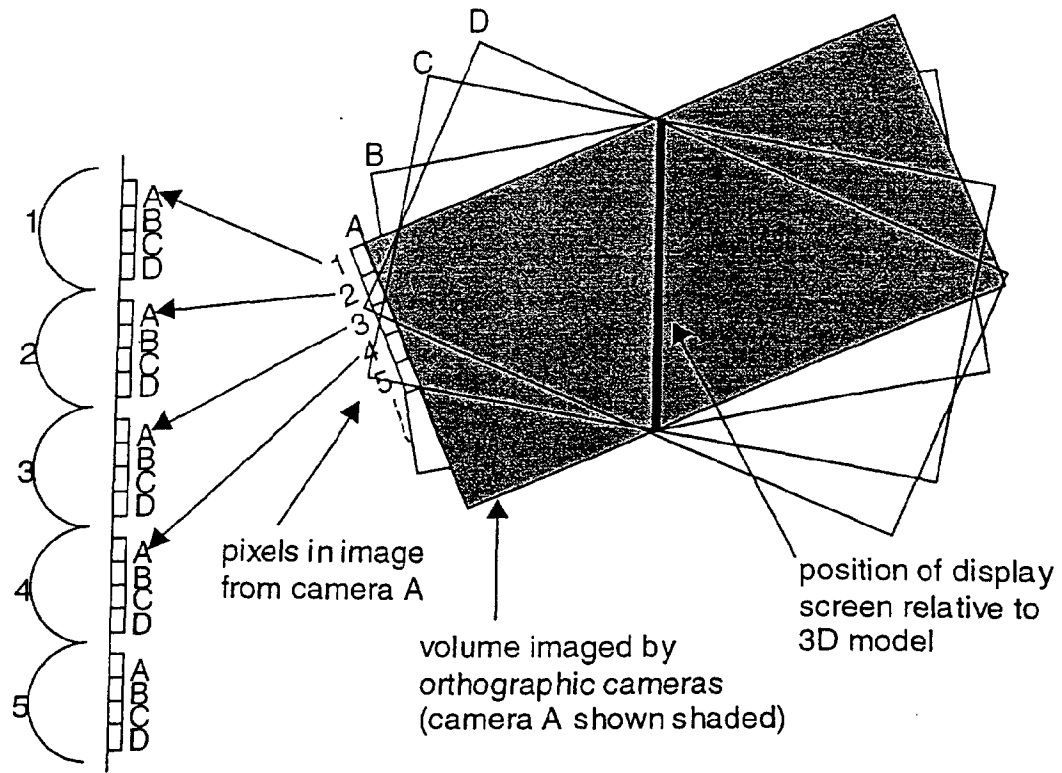 D
C
B
A
1
2
3
4
5
1
A
B
C
D
2
A
B
C
D
3
A
B
C
D
4
A
B
C
D
5
A
B
C
D
pixels in image
from camera A
volume imaged by
orthographic cameras
(camera A shown shaded)
position of display
screen relative to
3D model